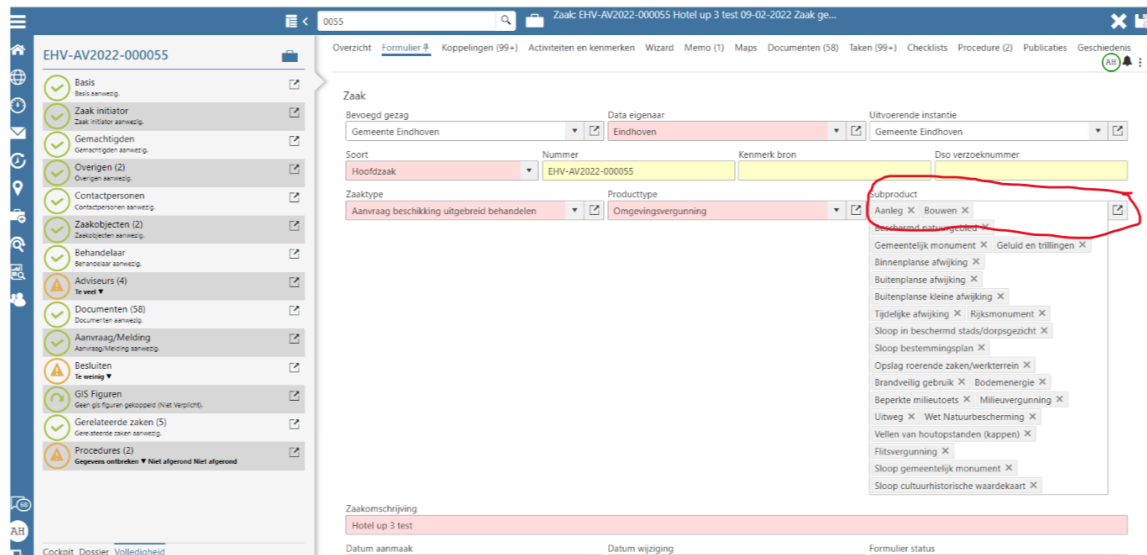 0055
Zaak: EHV-AV2022-000055 Hotel up 3 test 09-02-2022 Zaak ge...
EHV-AV2022-000055
Overzicht Formulier Koppelingen (99+) Activiteiten en kenmerken Wizard Memo (1) Maps Documenten (58) Taken (99+) Checklists Procedure (2) Publicaties Geschiedenis
AH
Basis
Basis aanwezig.
Zaak initiator
Zaak initiator aanwezig.
Gemachtigden
Gemachtigden aanwezig.
Overigen (2)
Overigen aanwezig.
Contactpersonen
Contactpersonen aanwezig.
Zaakobjecten (2)
Zaakobjecten aanwezig.
Behandelaar
Behandelaar aanwezig.
Adviseurs (4)
Te veel ▼
Documenten (58)
Documenten aanwezig.
Aanvraag/Melding
Aanvraag/Melding aanwezig.
Besluiten
Te weinig ▼
GIS Figuren
Geen gis figuren gekoppeld (Niet Verplicht).
Gerelateerde zaken (5)
Gerelateerde zaken aanwezig.
Procedures (2)
Gegevens ontbreken ▼ Niet afgerond Niet afgerond
68
AH
Cockpit Dossier Volledigheid
Zaak
Bevoegd gezag Data eigenaar Uitvoerende instantie
Gemeente Eindhoven Eindhoven Gemeente Eindhoven
Soort Nummer Kenmerk bron Dso verzoeknummer
Hoofdzaak EHV-AV2022-000055
Zaaktype Producttype Subproduct
Aanvraag beschikking uitgebreid behandelen Omgevingsvergunning Aanleg X Bouwen X
Beschermd natuurgebied X
Gemeentelijk monument X Geluid en trillingen X
Binnenplanse afwijking X
Buitenplanse afwijking X
Buitenplanse kleine afwijking X
Tijdelijke afwijking X Rijksmonument X
Sloop in beschermd stads/dorpsgezicht X
Sloop bestemmingsplan X
Opslag roerende zaken/werkterrein X
Brandveilig gebruik X Bodemenergie X
Beperkte milieutoets X Milieuvergunning X
Uitweg X Wet Natuurbescherming X
Vellen van houtopstanden (kappen) X
Flitsvergunning X
Sloop gemeentelijk monument X
Sloop cultuurhistorische waardekaart X
Zaakomschrijving
Hotel up 3 test
Datum aanmaak Datum wijziging Formulier status